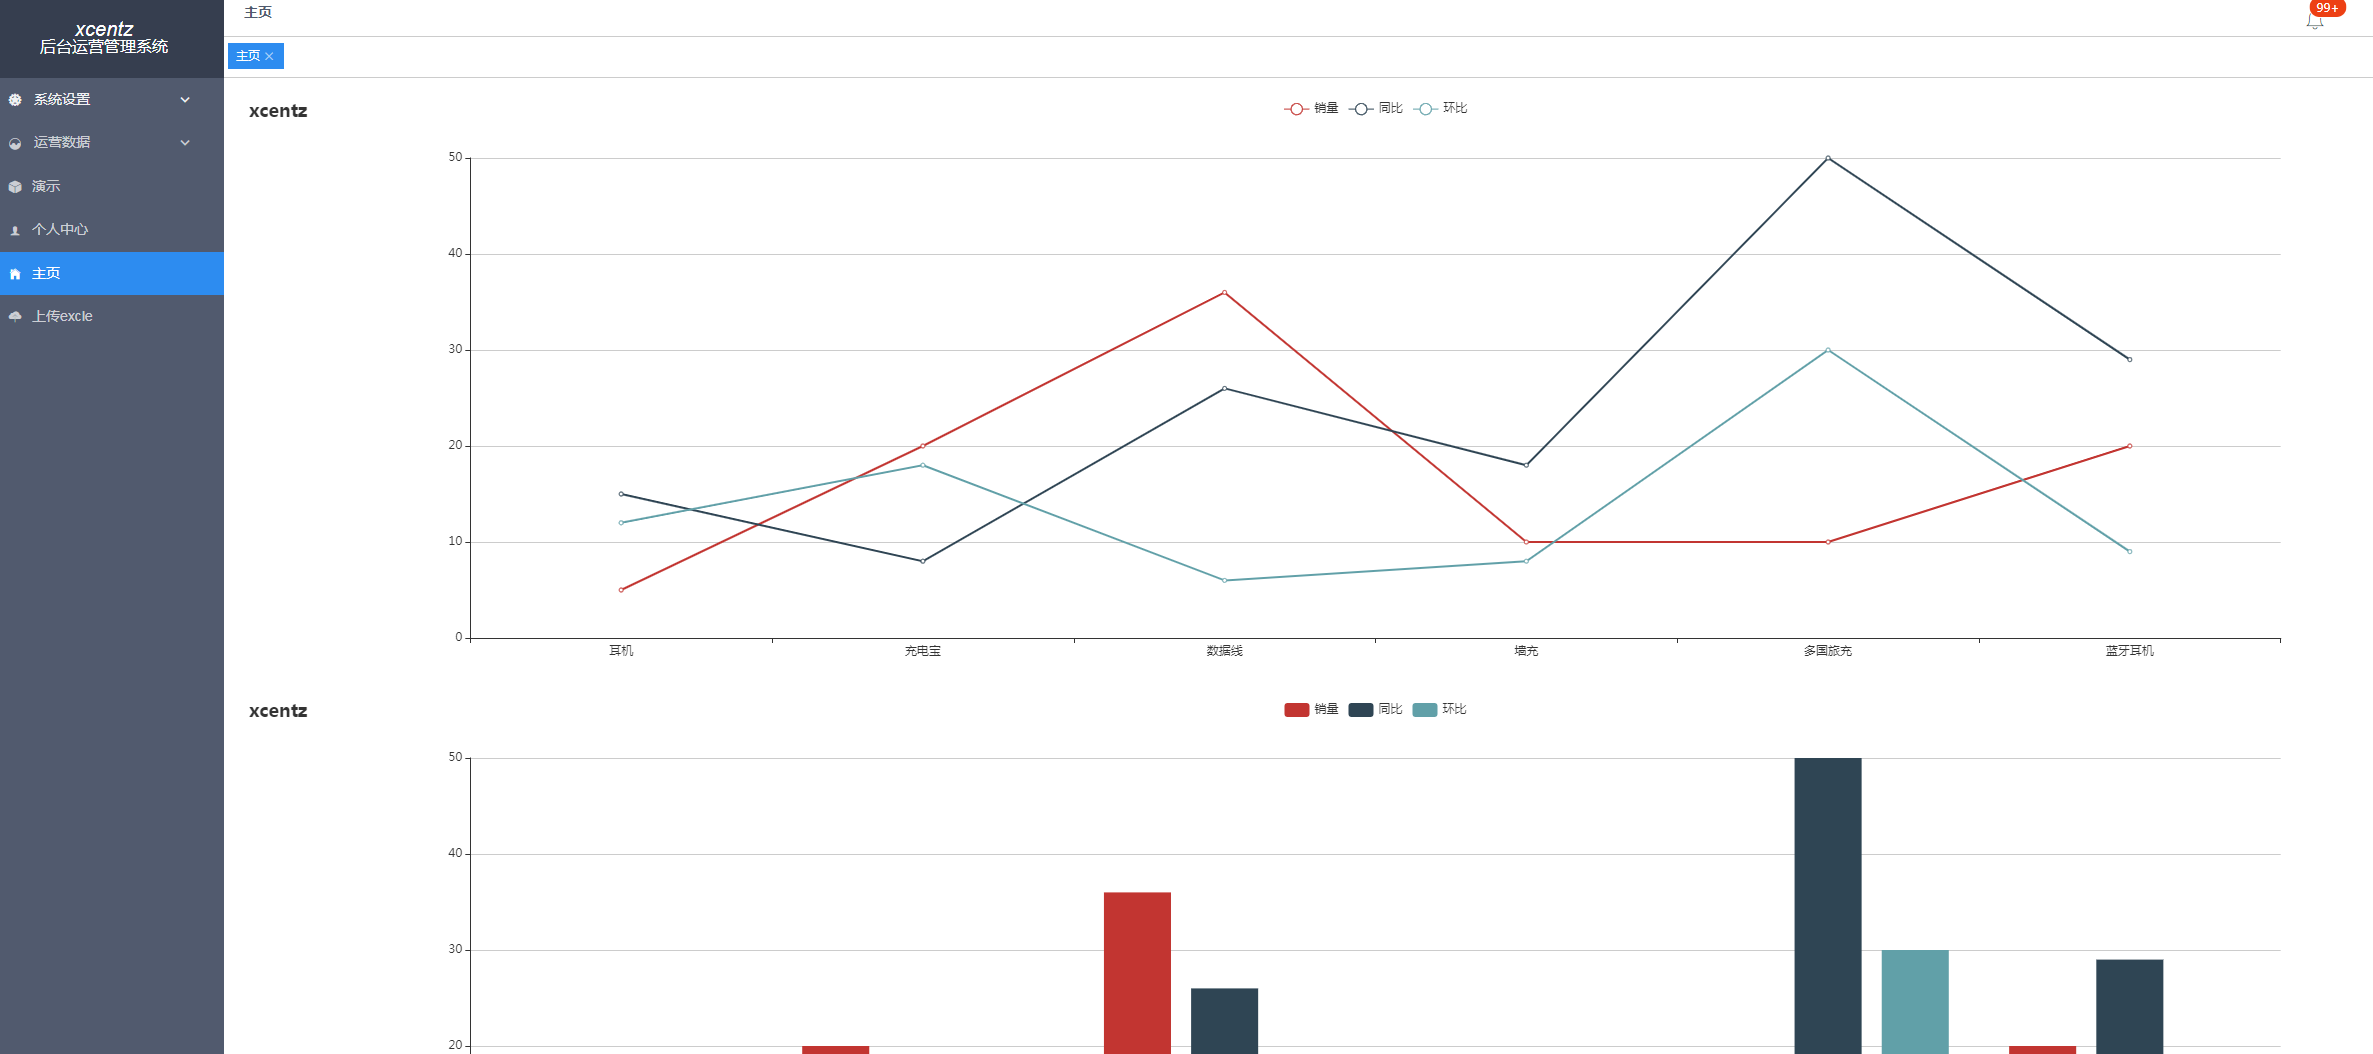 xcentz
后台运营管理系统
系统设置
运营数据
演示
个人中心
主页
上传excle
主页
99+
主页
xcentz
销量 同比 环比
50
40
30
20
10
0
耳机 充电宝 数据线 墙充 多国旅充 蓝牙耳机
xcentz
销量 同比 环比
50
40
30
20